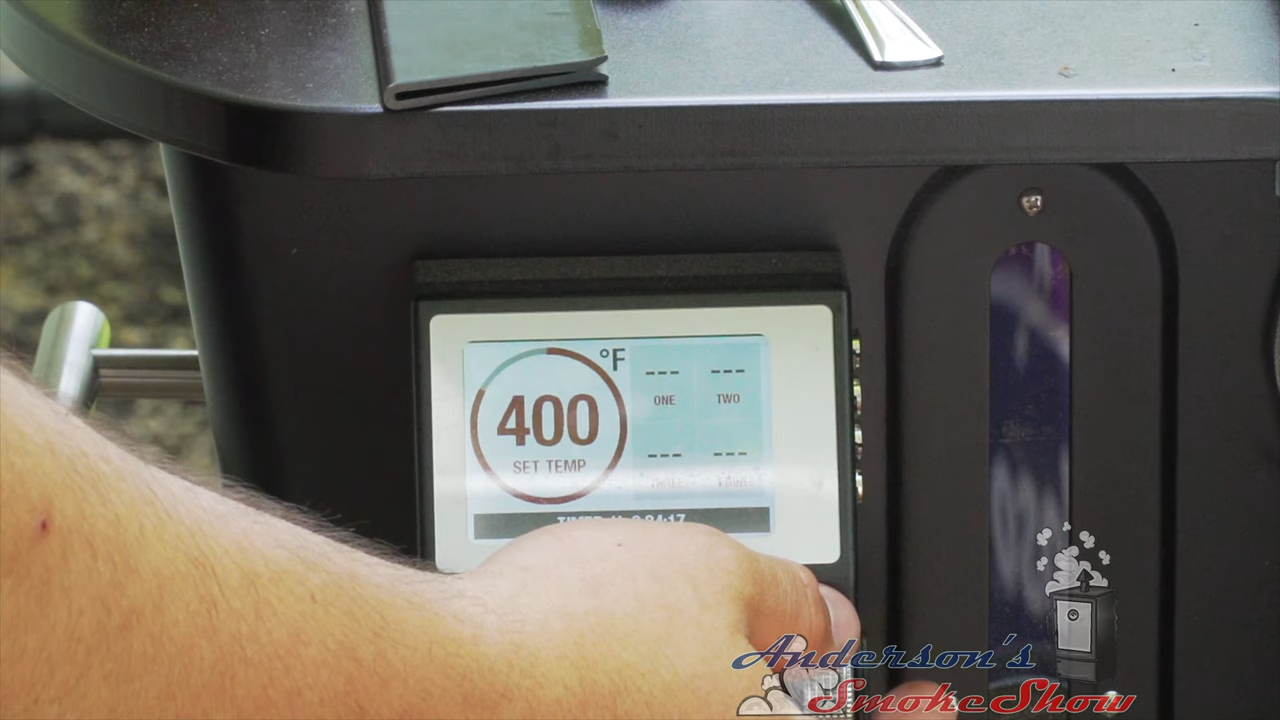 °F
400
SET TEMP
---
---
ONE
TWO
---
---
Anderson's
SmokeShow